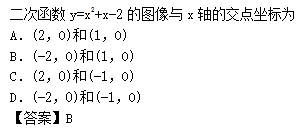 二次函数y=x²+x-2的图像与x轴的交点坐标为
A. (2, 0)和(1, 0)
B. (-2, 0)和(1, 0)
C. (2, 0)和(-1, 0)
D. (-2, 0)和(-1, 0)
【答案】B